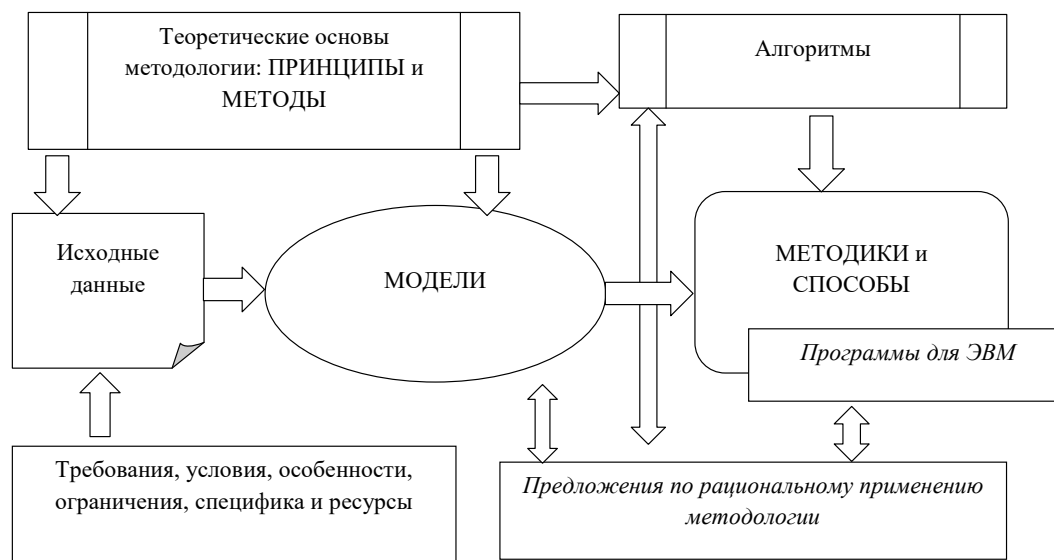 Теоретические основы
методологии: ПРИНЦИПЫ и
МЕТОДЫ
Алгоритмы
Исходные
данные
МОДЕЛИ
МЕТОДИКИ и
СПОСОБЫ
Программы для ЭВМ
Требования, условия, особенности,
ограничения, специфика и ресурсы
Предложения по рациональному применению
методологии